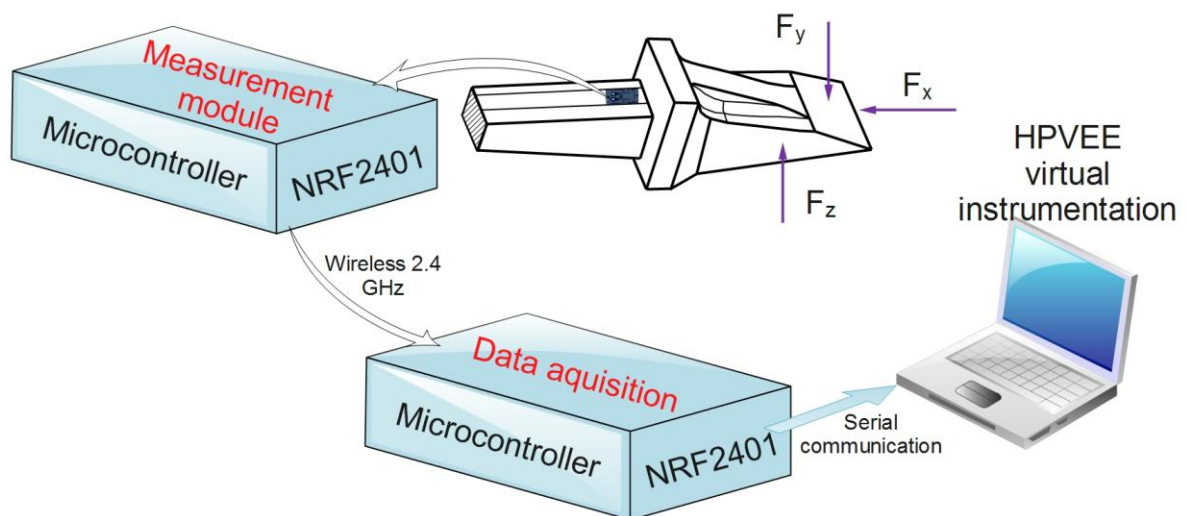 Measurement
module
Microcontroller
NRF2401
Fy
Fx
Fz
HPVEE
virtual
instrumentation
Wireless 2.4
GHz
Data aquisition
Microcontroller
NRF2401
Serial
communication